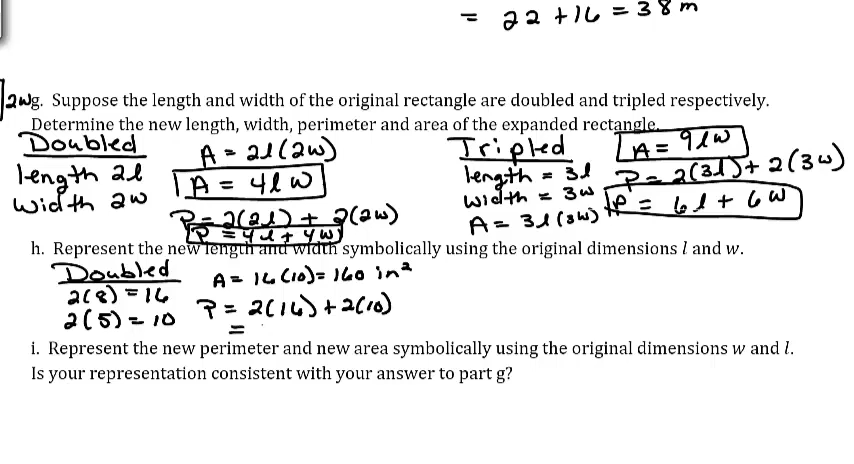 = 22 + 16 = 38 m
2w g. Suppose the length and width of the original rectangle are doubled and tripled respectively.
Determine the new length, width, perimeter and area of the expanded rectangle.
Doubled
length 2l
width 2w
A = 2l(2w)
A = 4lw
P = 2(2l) + 2(2w)
P = 4l + 4w
Tripled
length = 3l
width = 3w
A = 3l(3w)
A = 9lw
P = 2(3l) + 2(3w)
P = 6l + 6w
h. Represent the new length and width symbolically using the original dimensions l and w.
Doubled
2(8) = 16
2(5) = 10
A = 16(10) = 160 in²
P = 2(16) + 2(10)
=
i. Represent the new perimeter and new area symbolically using the original dimensions w and l.
Is your representation consistent with your answer to part g?